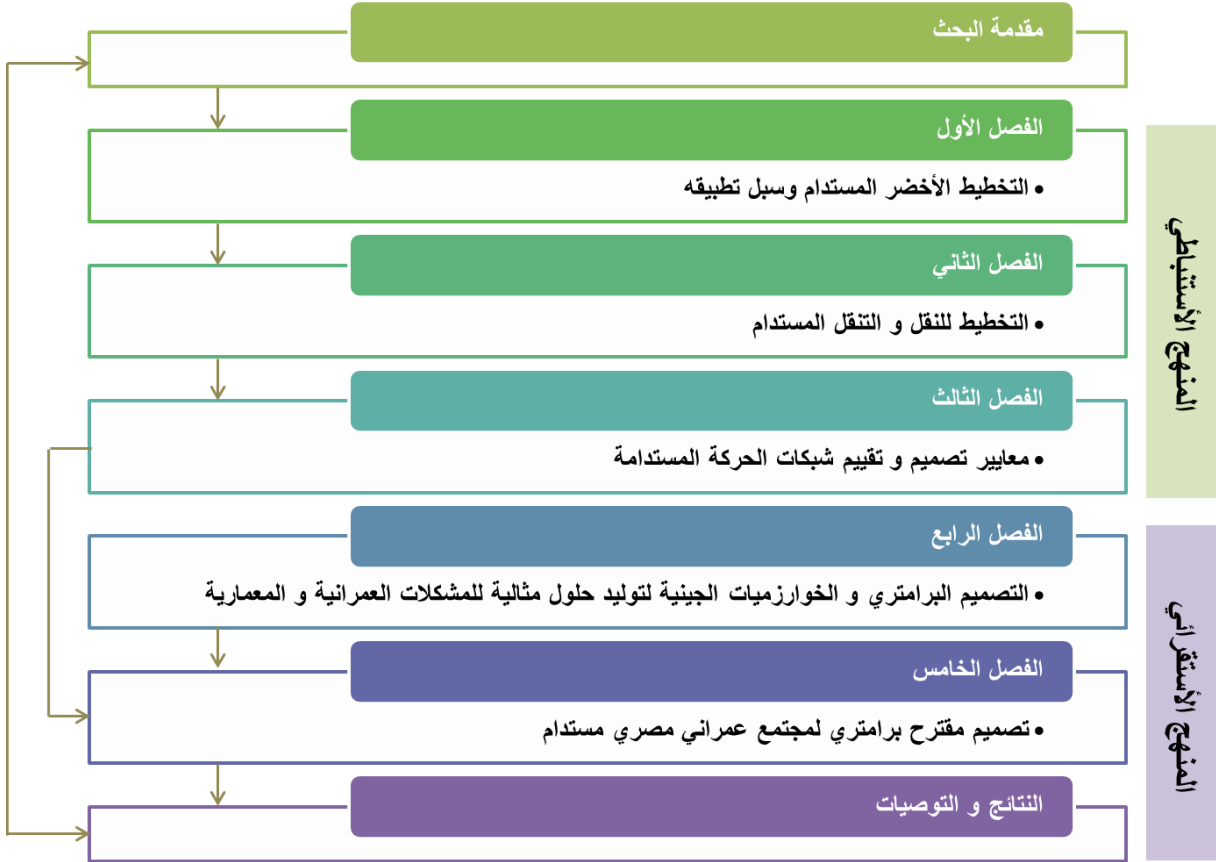 مقدمة البحث
الفصل الأول
• التخطيط الأخضر المستدام وسبل تطبيقه
الفصل الثاني
• التخطيط للنقل و التنقل المستدام
الفصل الثالث
• معايير تصميم و تقييم شبكات الحركة المستدامة
المنهج الأستنباطي
الفصل الرابع
• التصميم البرامتري و الخوارزميات الجينية لتوليد حلول مثالية للمشكلات العمرانية و المعمارية
الفصل الخامس
• تصميم مقترح برامتري لمجتمع عمراني مصري مستدام
النتائج و التوصيات
المنهج الأستقرائي